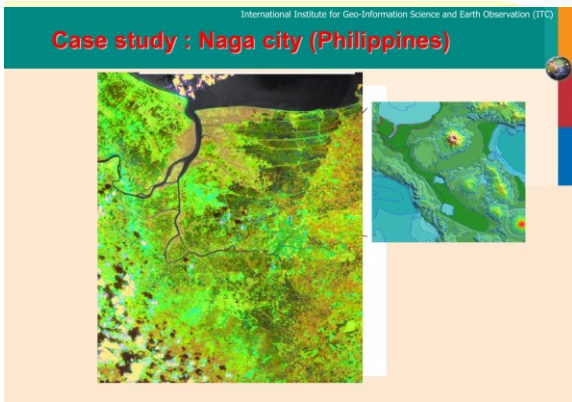 International Institute for Geo-Information Science and Earth Observation (ITC)
Case study : Naga city (Philippines)